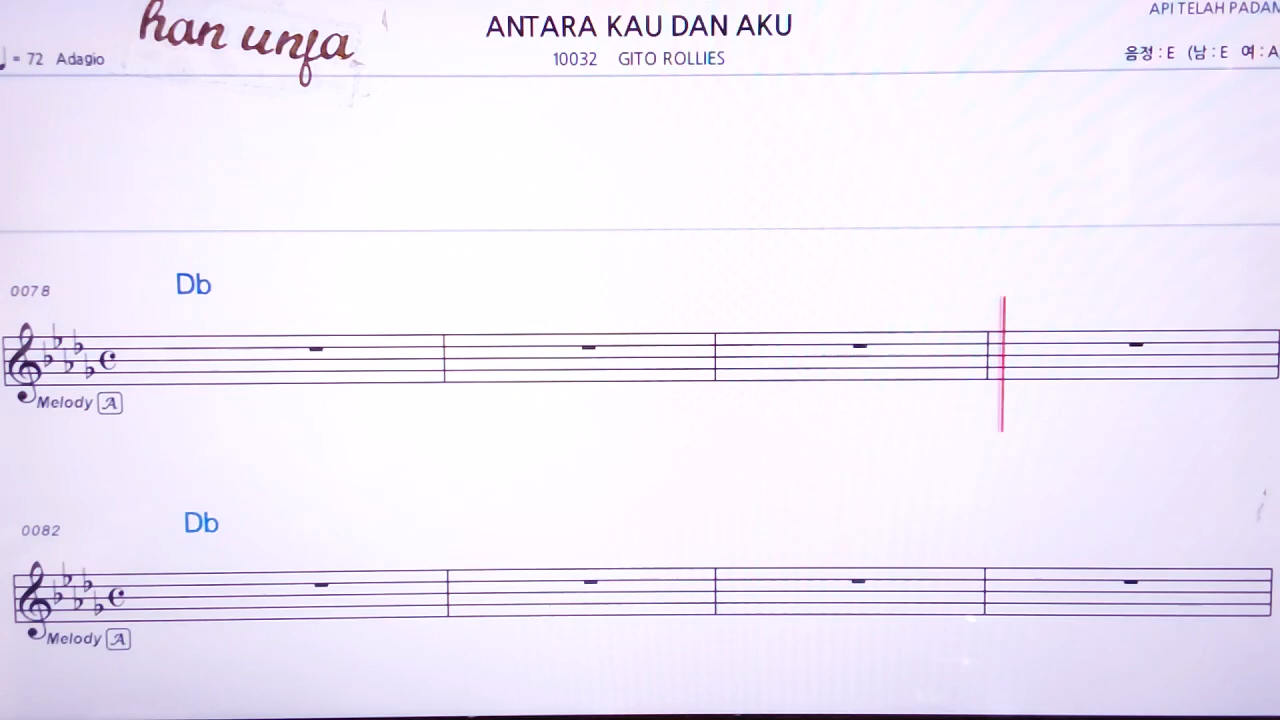 han unfa
ANTARA KAU DAN AKU
API TELAH PADAM
= 72 Adagio
10032 GITO ROLLIES
음정 : E (남 : E 여 : A
0078
Db
Melody A
0082
Db
Melody A